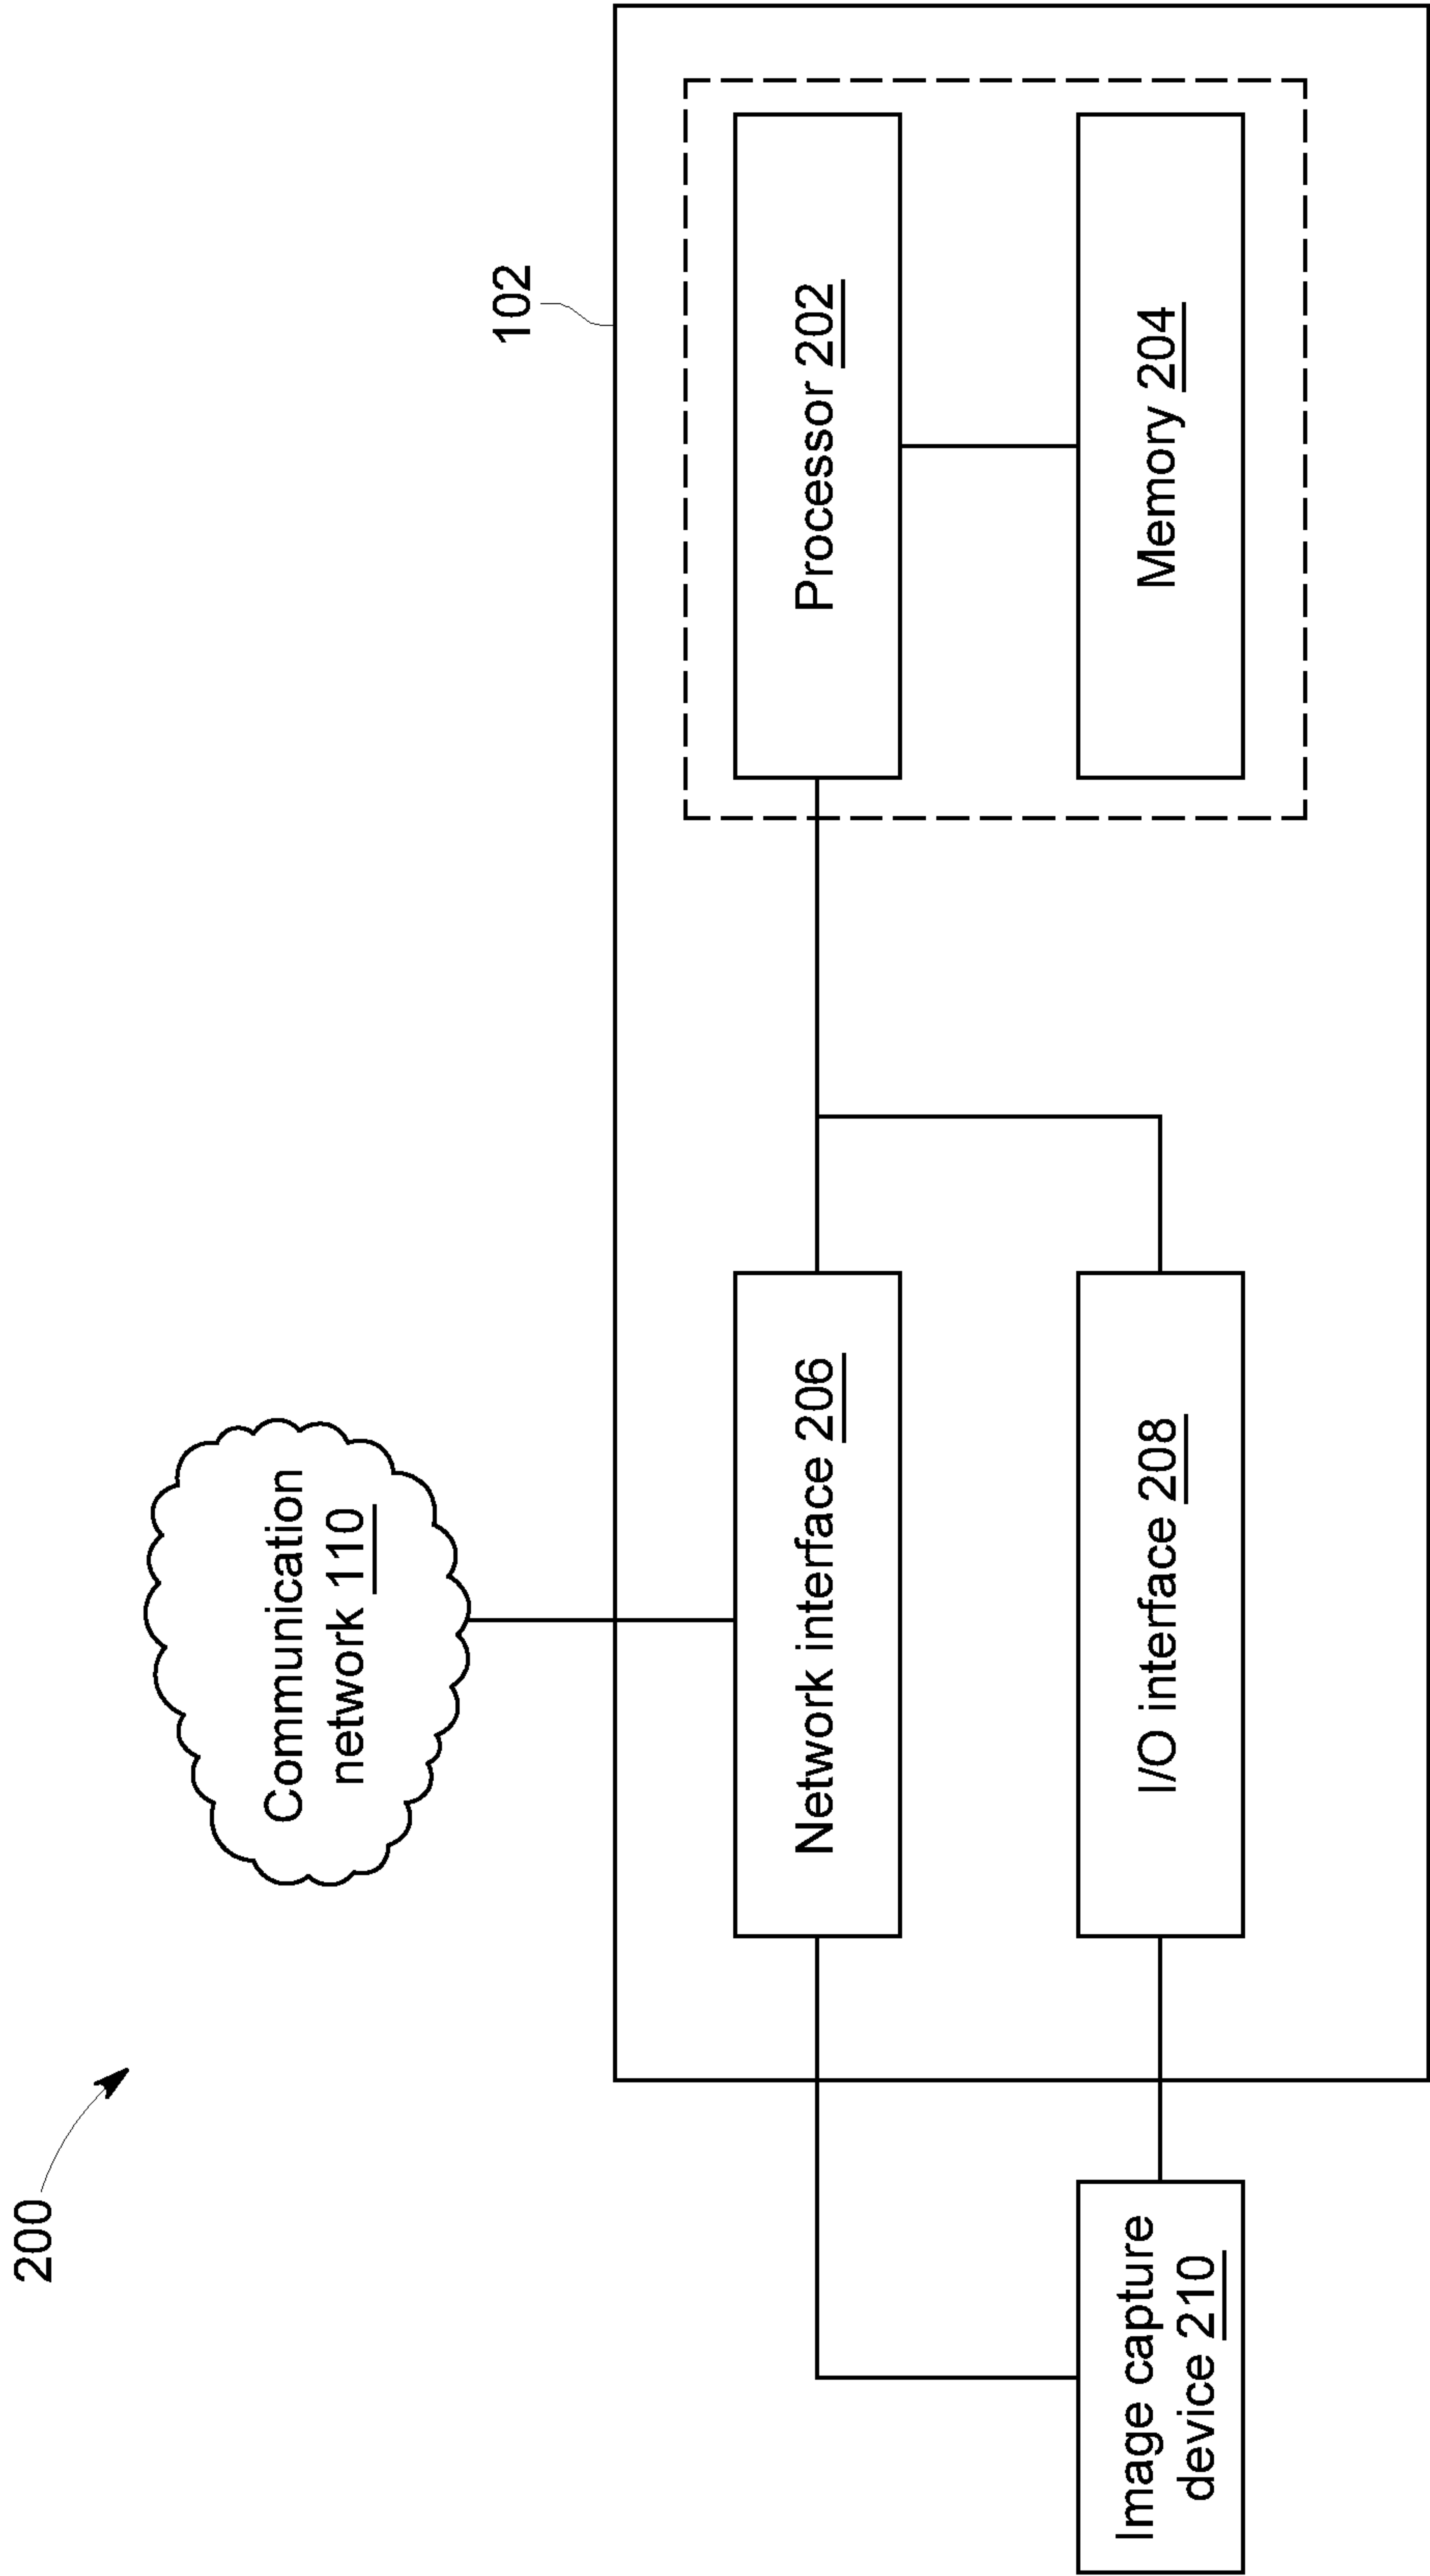 200
Communication
network 110
102
Network interface 206
Processor 202
Image capture
device 210
I/O interface 208
Memory 204